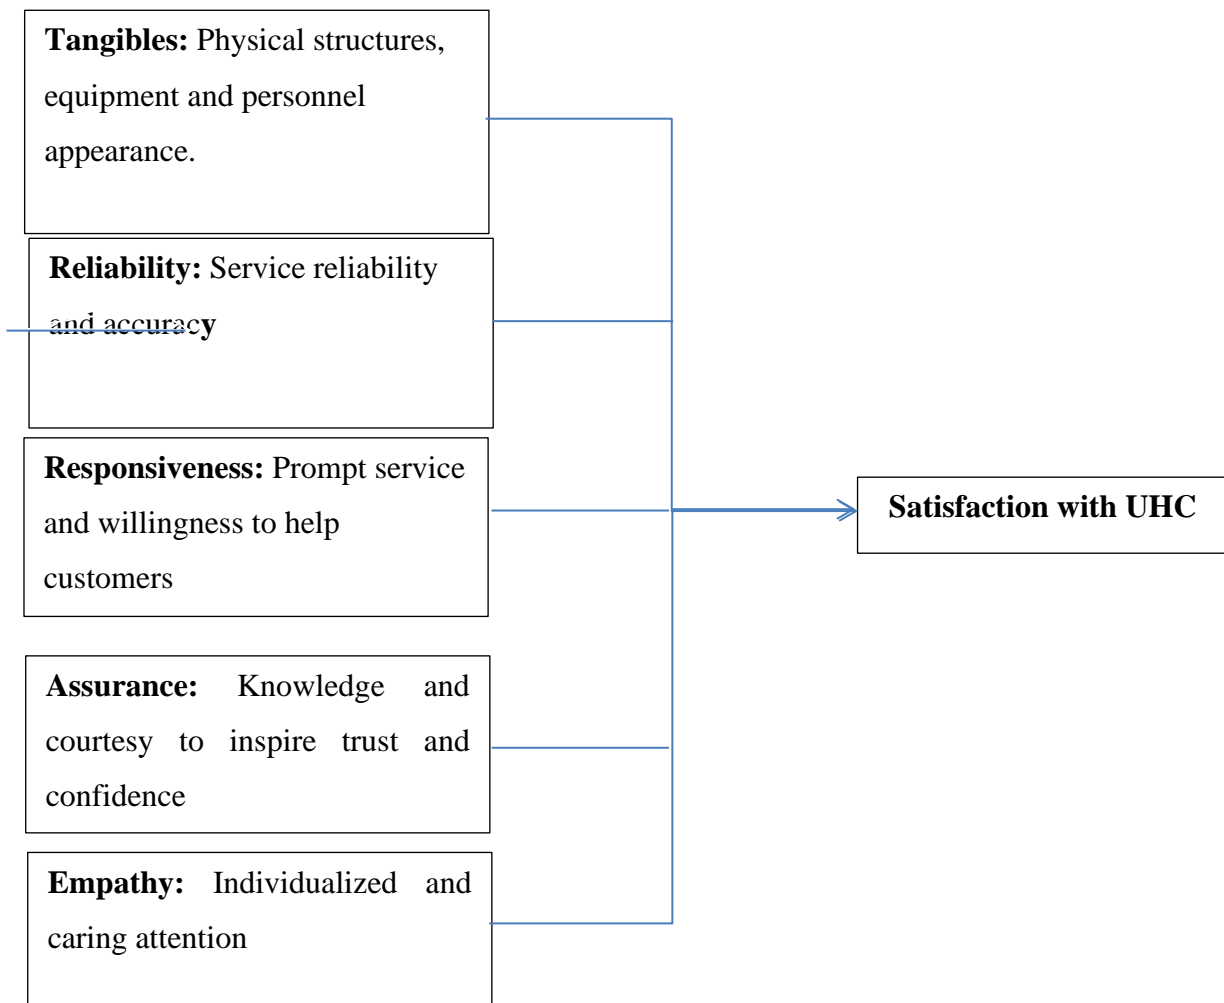 Tangibles: Physical structures,
equipment and personnel
appearance.
Reliability: Service reliability
and accuracy
Responsiveness: Prompt service
and willingness to help
customers
Satisfaction with UHC
Assurance: Knowledge and
courtesy to inspire trust and
confidence
Empathy: Individualized and
caring attention